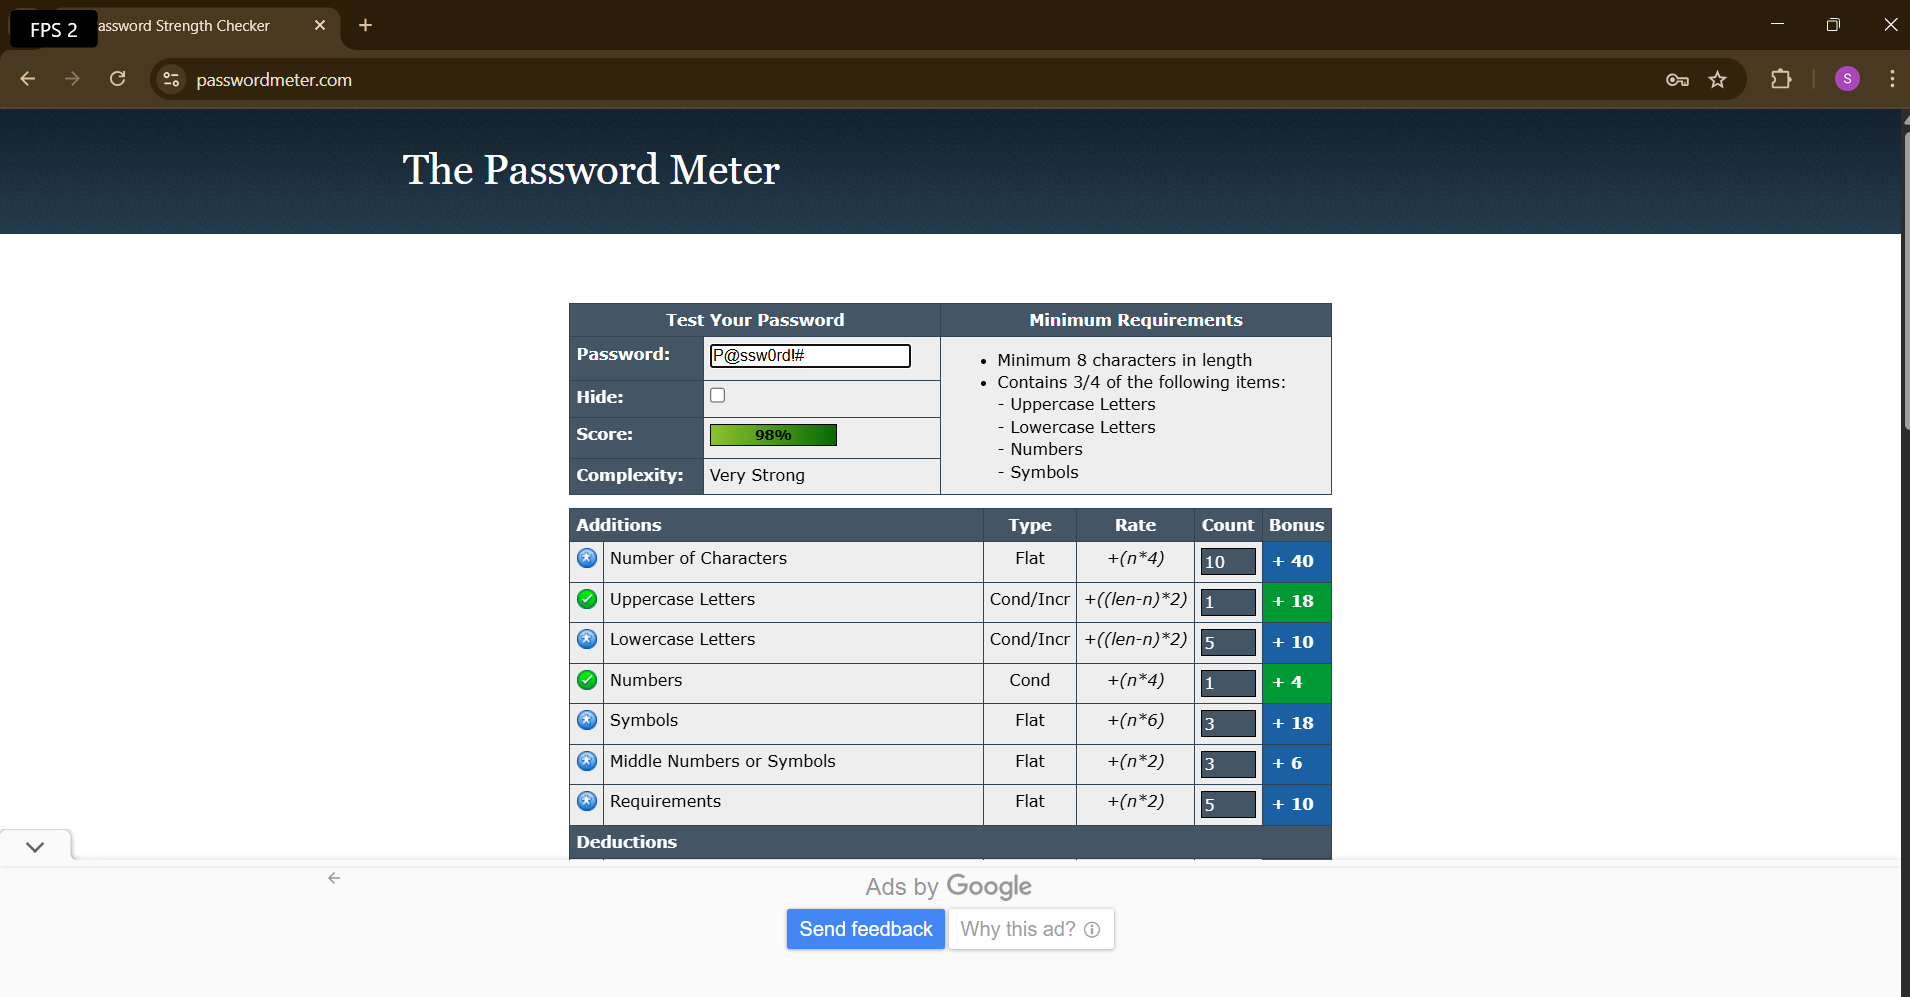 FPS 2
assword Strength Checker
passwordmeter.com
S
The Password Meter
Test Your Password
Minimum Requirements
Password:
P@ssw0rd!#
Hide:
Score:
98%
Complexity:
Very Strong
• Minimum 8 characters in length
• Contains 3/4 of the following items:
- Uppercase Letters
- Lowercase Letters
- Numbers
- Symbols
Additions Type Rate Count Bonus
Number of Characters Flat +(n*4) 10 + 40
Uppercase Letters Cond/Incr +((len-n)*2) 1 + 18
Lowercase Letters Cond/Incr +((len-n)*2) 5 + 10
Numbers Cond +(n*4) 1 + 4
Symbols Flat +(n*6) 3 + 18
Middle Numbers or Symbols Flat +(n*2) 3 + 6
Requirements Flat +(n*2) 5 + 10
Deductions
Ads by Google
Send feedback
Why this ad?